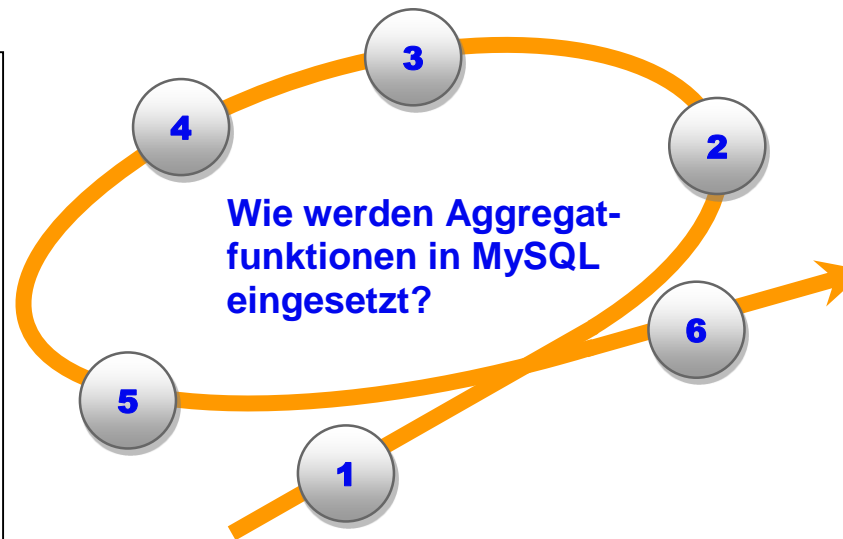 3
4
2
Wie werden Aggregat-
funktionen in MySQL
eingesetzt?
6
5
1